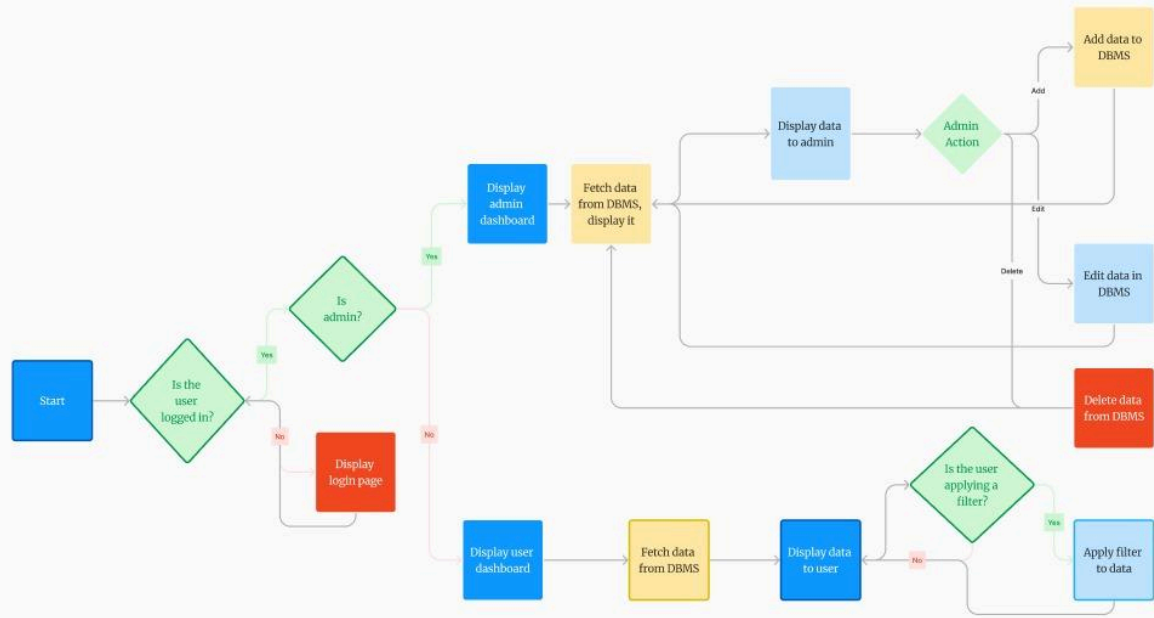 Add data to
DBMS
Add
Display data
to admin
Admin
Action
Display
admin
dashboard
Fetch data
from DBMS,
display it
Edit
Yes
Delete
Edit data in
DBMS
Is
admin?
Yes
Start
Is the
user
logged in?
No
Display
login page
No
Delete data
from DBMS
Is the user
applying a
filter?
Yes
Display user
dashboard
Fetch data
from DBMS
Display data
to user
No
Apply filter
to data